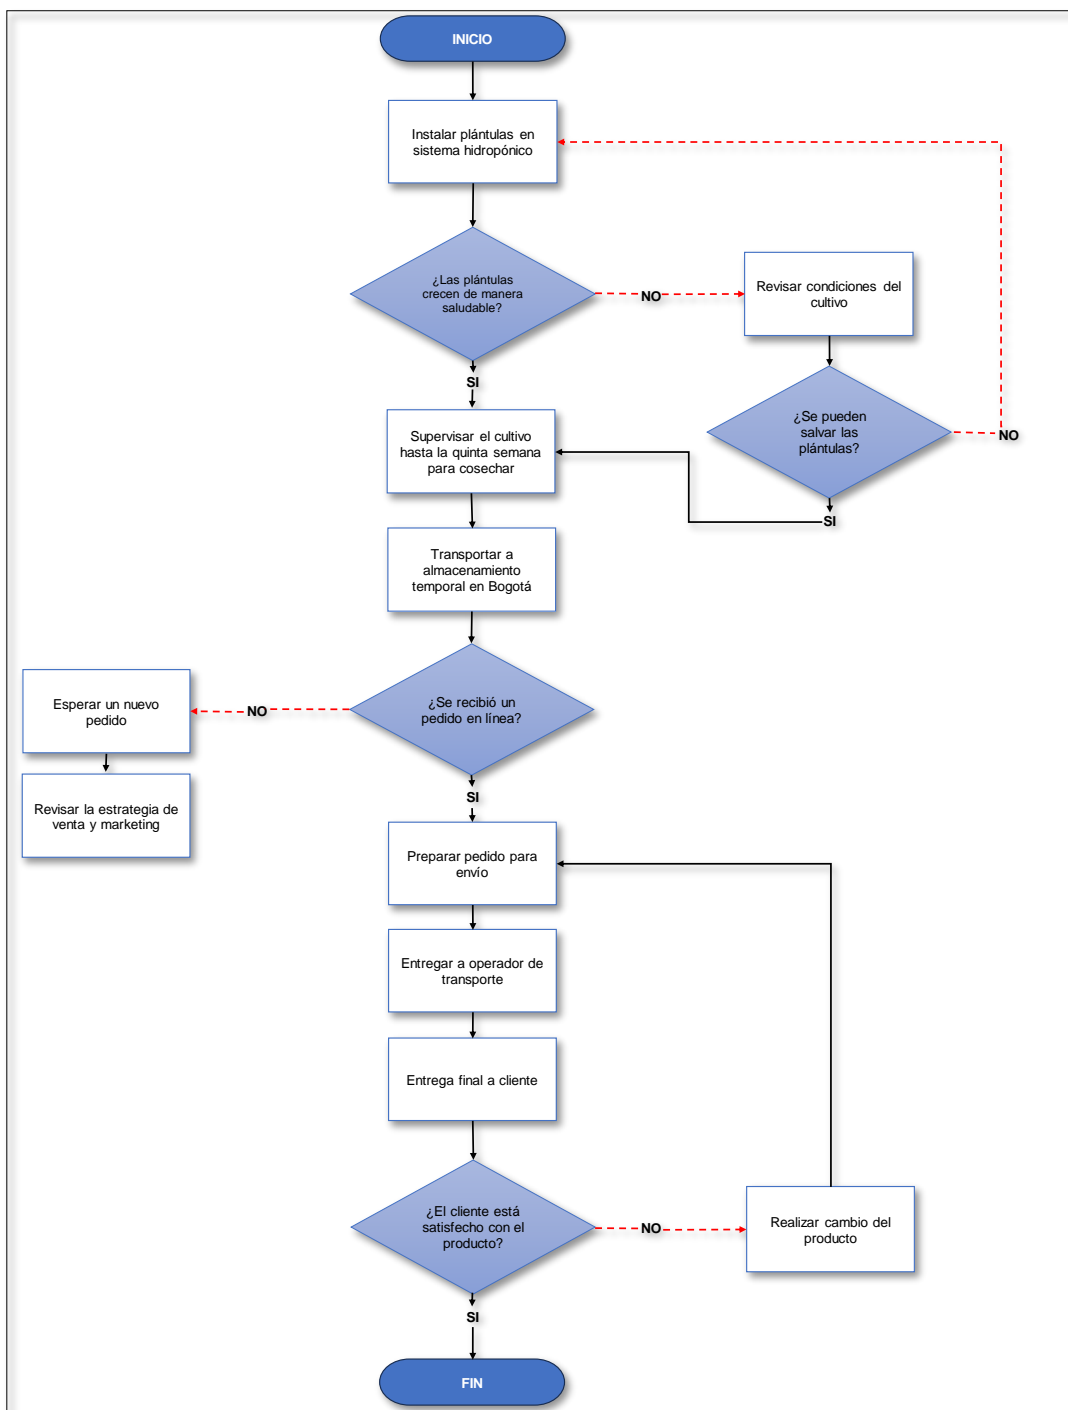 INICIO
Instalar plántulas en
sistema hidropónico
¿Las plántulas
crecen de manera
saludable?
NO
Revisar condiciones del
cultivo
SI
¿Se pueden
salvar las
plántulas?
NO
Supervisar el cultivo
hasta la quinta semana
para cosechar
SI
Transportar a
almacenamiento
temporal en Bogotá
¿Se recibió un
pedido en línea?
NO
Esperar un nuevo
pedido
Revisar la estrategia de
venta y marketing
SI
Preparar pedido para
envío
Entregar a operador de
transporte
Entrega final a cliente
¿El cliente está
satisfecho con el
producto?
NO
Realizar cambio del
producto
SI
FIN